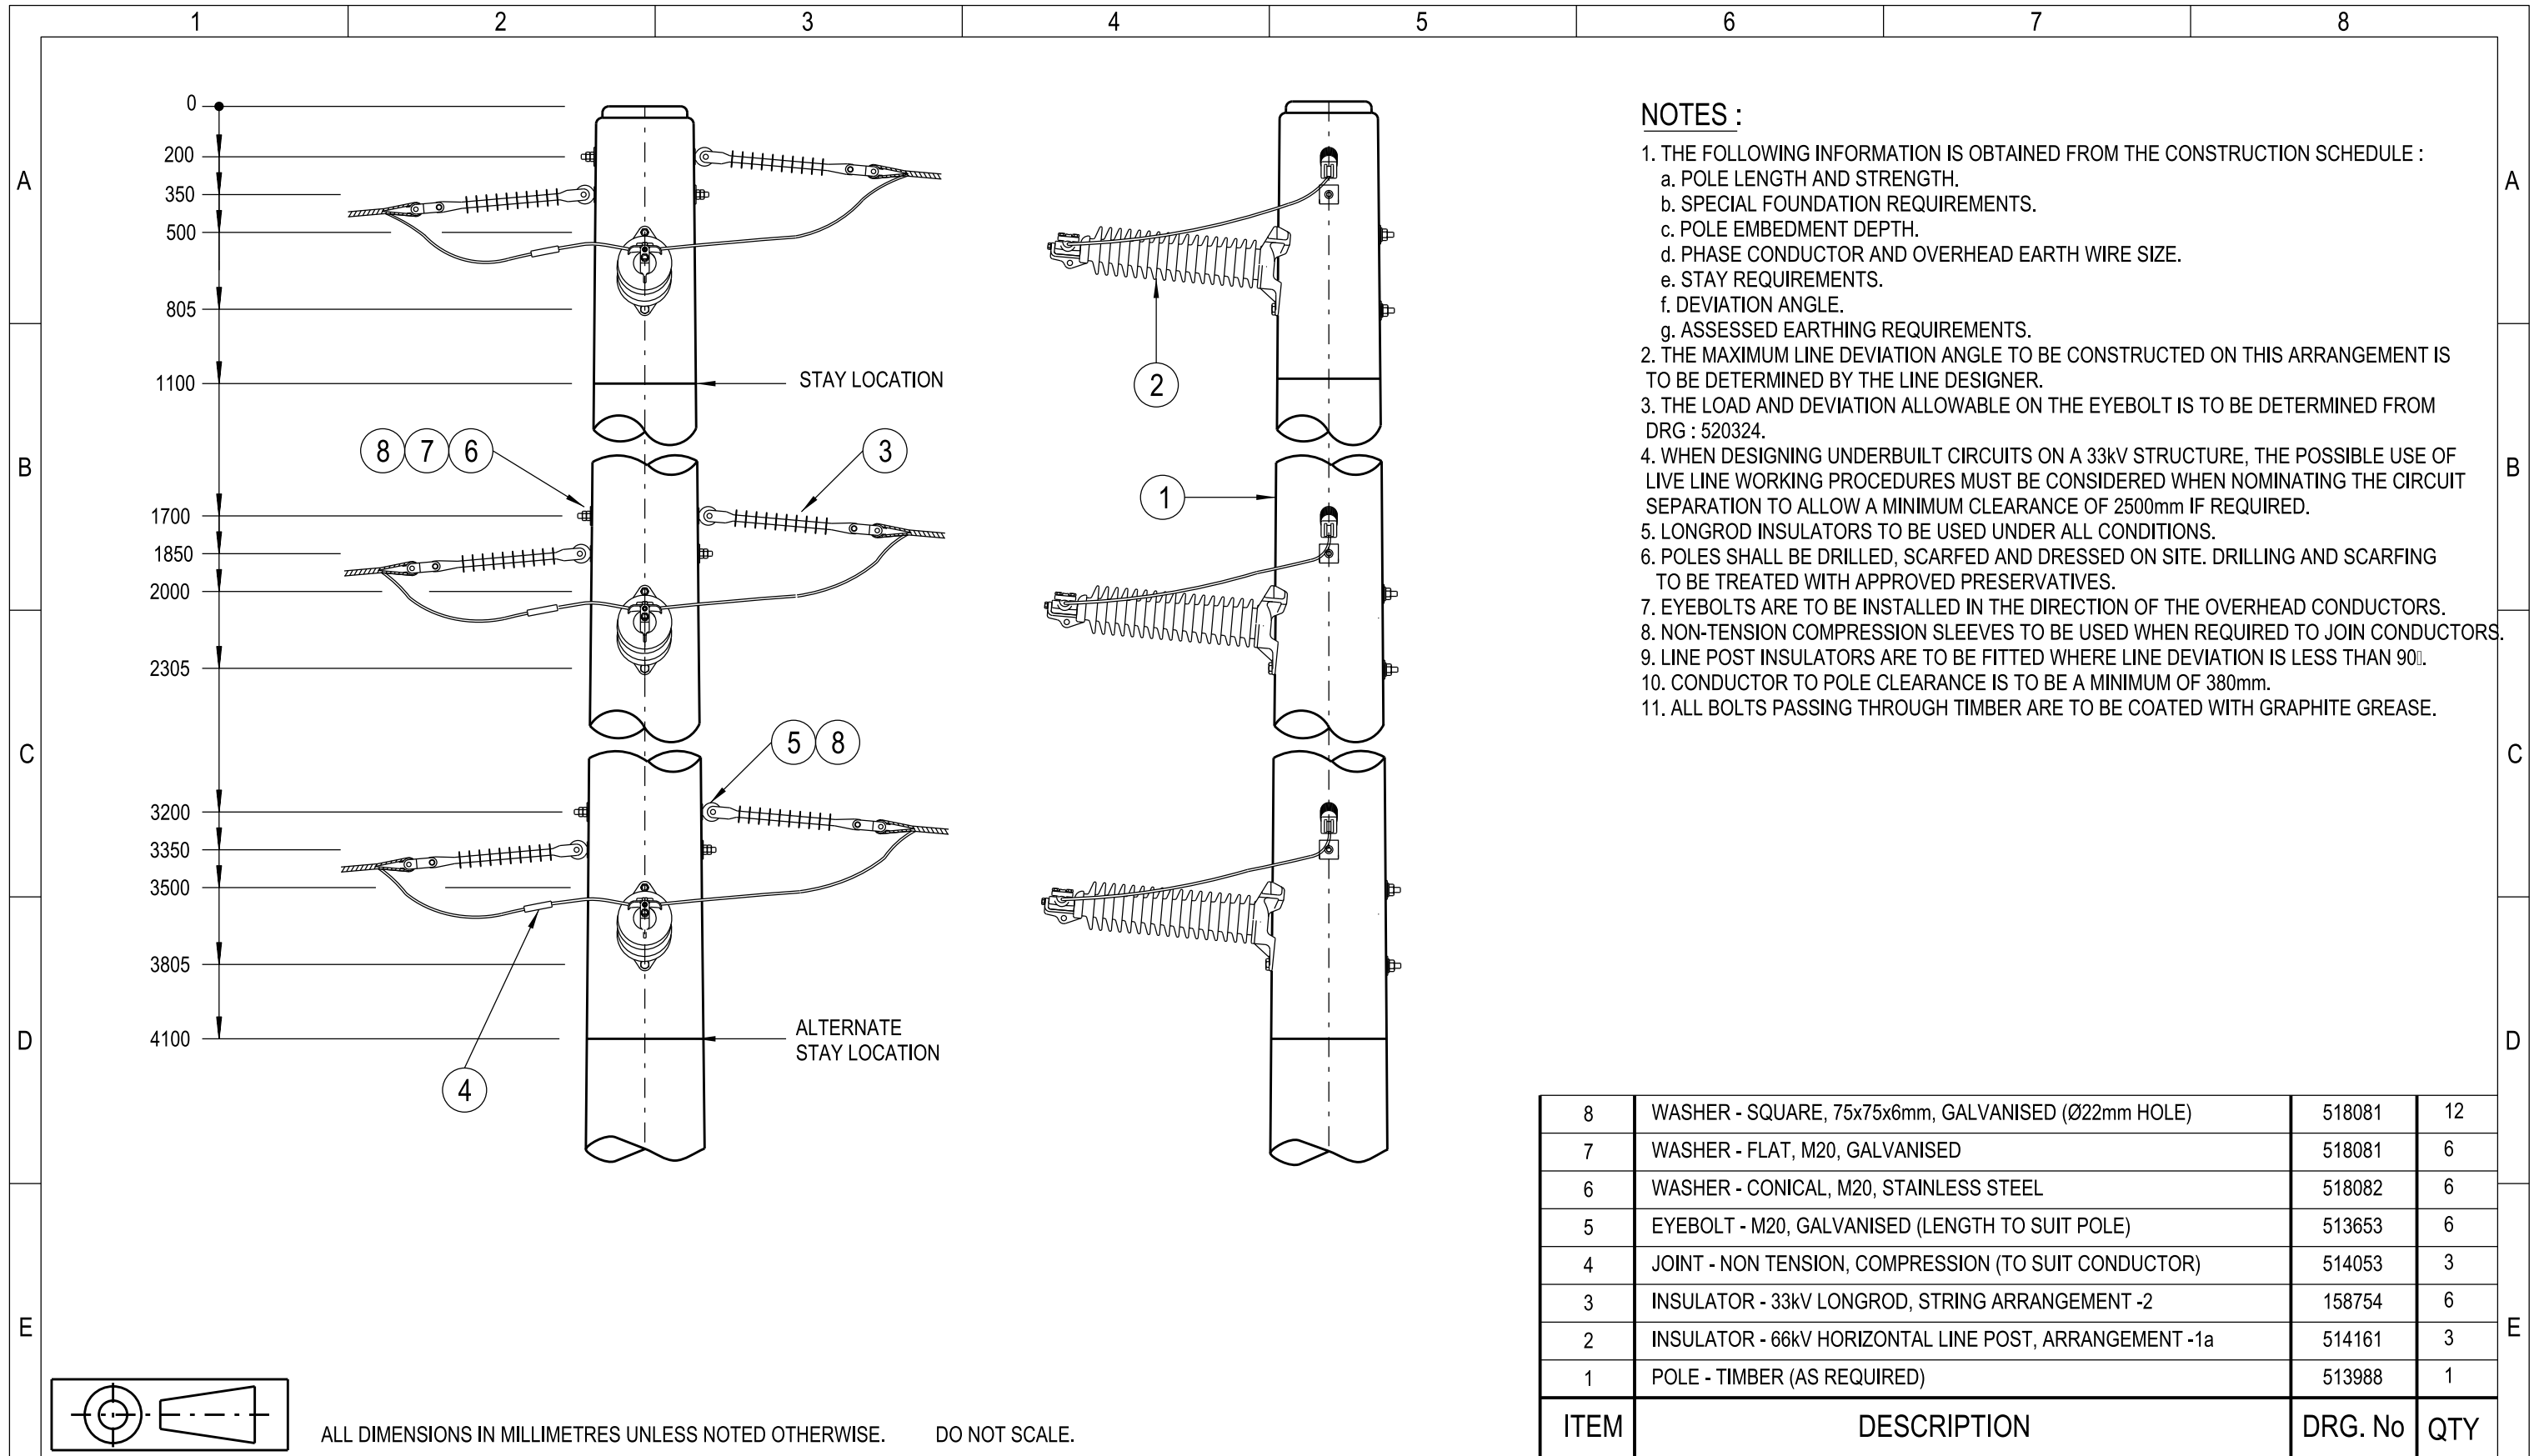 1 2 3 4 5 6 7 8
A
B
C
D
E
A
B
C
D
E
0
200
350
500
805
1100
1700
1850
2000
2305
3200
3350
3500
3805
4100
STAY LOCATION
8 7 6
3
5 8
ALTERNATE
STAY LOCATION
4
2
1
NOTES :
1. THE FOLLOWING INFORMATION IS OBTAINED FROM THE CONSTRUCTION SCHEDULE :
a. POLE LENGTH AND STRENGTH.
b. SPECIAL FOUNDATION REQUIREMENTS.
c. POLE EMBEDMENT DEPTH.
d. PHASE CONDUCTOR AND OVERHEAD EARTH WIRE SIZE.
e. STAY REQUIREMENTS.
f. DEVIATION ANGLE.
g. ASSESSED EARTHING REQUIREMENTS.
2. THE MAXIMUM LINE DEVIATION ANGLE TO BE CONSTRUCTED ON THIS ARRANGEMENT IS
TO BE DETERMINED BY THE LINE DESIGNER.
3. THE LOAD AND DEVIATION ALLOWABLE ON THE EYEBOLT IS TO BE DETERMINED FROM
DRG : 520324.
4. WHEN DESIGNING UNDERBUILT CIRCUITS ON A 33kV STRUCTURE, THE POSSIBLE USE OF
LIVE LINE WORKING PROCEDURES MUST BE CONSIDERED WHEN NOMINATING THE CIRCUIT
SEPARATION TO ALLOW A MINIMUM CLEARANCE OF 2500mm IF REQUIRED.
5. LONGROD INSULATORS TO BE USED UNDER ALL CONDITIONS.
6. POLES SHALL BE DRILLED, SCARFED AND DRESSED ON SITE. DRILLING AND SCARFING
TO BE TREATED WITH APPROVED PRESERVATIVES.
7. EYEBOLTS ARE TO BE INSTALLED IN THE DIRECTION OF THE OVERHEAD CONDUCTORS.
8. NON-TENSION COMPRESSION SLEEVES TO BE USED WHEN REQUIRED TO JOIN CONDUCTORS.
9. LINE POST INSULATORS ARE TO BE FITTED WHERE LINE DEVIATION IS LESS THAN 90▯.
10. CONDUCTOR TO POLE CLEARANCE IS TO BE A MINIMUM OF 380mm.
11. ALL BOLTS PASSING THROUGH TIMBER ARE TO BE COATED WITH GRAPHITE GREASE.
8 WASHER - SQUARE, 75x75x6mm, GALVANISED (Ø22mm HOLE) 518081 12
7 WASHER - FLAT, M20, GALVANISED 518081 6
6 WASHER - CONICAL, M20, STAINLESS STEEL 518082 6
5 EYEBOLT - M20, GALVANISED (LENGTH TO SUIT POLE) 513653 6
4 JOINT - NON TENSION, COMPRESSION (TO SUIT CONDUCTOR) 514053 3
3 INSULATOR - 33kV LONGROD, STRING ARRANGEMENT -2 158754 6
2 INSULATOR - 66kV HORIZONTAL LINE POST, ARRANGEMENT -1a 514161 3
1 POLE - TIMBER (AS REQUIRED) 513988 1
ITEM DESCRIPTION DRG. No QTY
ALL DIMENSIONS IN MILLIMETRES UNLESS NOTED OTHERWISE. DO NOT SCALE.